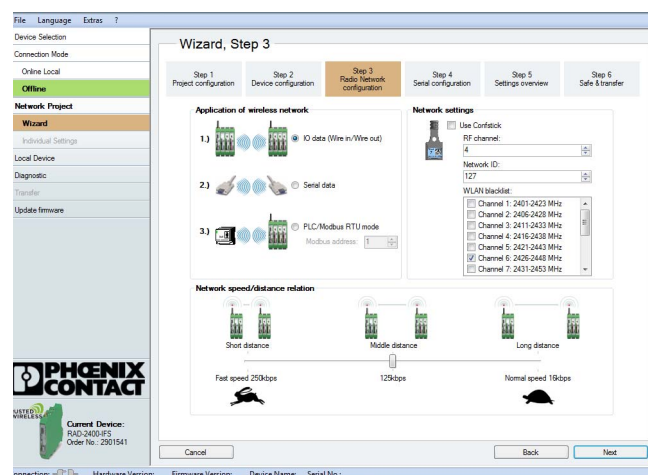 File Language Extras ?
Device Selection
Connection Mode
Online Local
Offline
Network Project
Wizard
Individual Settings
Local Device
Diagnostic
Transfer
Update firmware
PHŒNIX
CONTACT
TRUSTED
WIRELESS
Current Device:
RAD-2400-IFS
Order No.: 2901541
Wizard, Step 3
Step 1
Project configuration
Step 2
Device configuration
Step 3
Radio Network
configuration
Step 4
Serial configuration
Step 5
Settings overview
Step 6
Safe & transfer
Application of wireless network
1.) IO data (Wire in/Wire out)
2.) Serial data
3.) PLC/Modbus RTU mode
Modbus address: 1
Network settings
Use Confstick
RF channel:
4
Network ID:
127
WLAN blacklist:
Channel 1: 2401-2423 MHz
Channel 2: 2406-2428 MHz
Channel 3: 2411-2433 MHz
Channel 4: 2416-2438 MHz
Channel 5: 2421-2443 MHz
Channel 6: 2426-2448 MHz
Channel 7: 2431-2453 MHz
Network speed/distance relation
Short distance Middle distance Long distance
Fast speed 250kbps 125kbps Normal speed 16kbps
Cancel Back Next
Connection: Hardware Version: Firmware Version: Device Name: Serial No.: